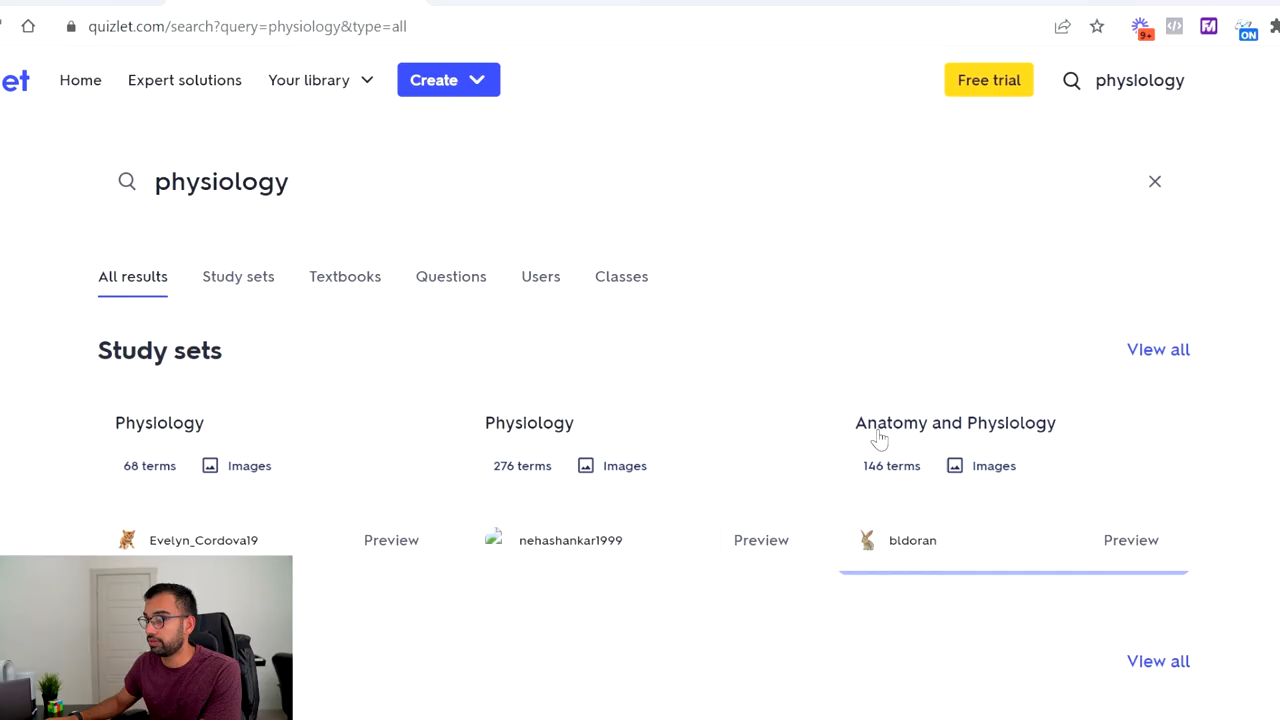 quizlet.com/search?query=physiology&type=all
9+
ON
et Home Expert solutions Your library Create Free trial physiology
physiology
All results Study sets Textbooks Questions Users Classes
Study sets View all
Physiology Physiology Anatomy and Physiology
68 terms Images 276 terms Images 146 terms Images
Evelyn_Cordova19 Preview nehashankar1999 Preview bldoran Preview
View all